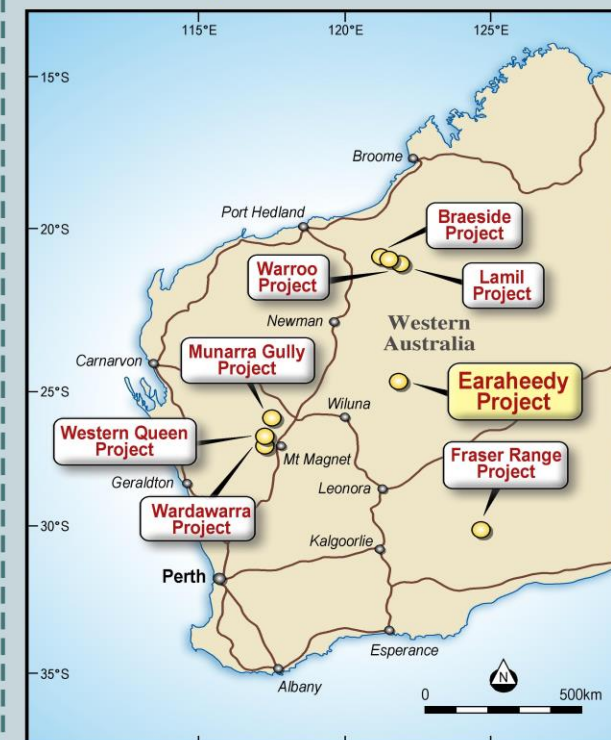 115°E
120°E
125°E
15°S
Broome
20°S
Port Hedland
Braeside
Project
Warroo
Project
Lamil
Project
Newman
Western
Australia
Munarra Gully
Project
Carnarvon
25°S
Earaheedy
Project
Wiluna
Western Queen
Project
Mt Magnet
Fraser Range
Project
Geraldton
Leonora
Wardawarra
Project
30°S
Kalgoorlie
Perth
Esperance
35°S
Albany
N
0
500km